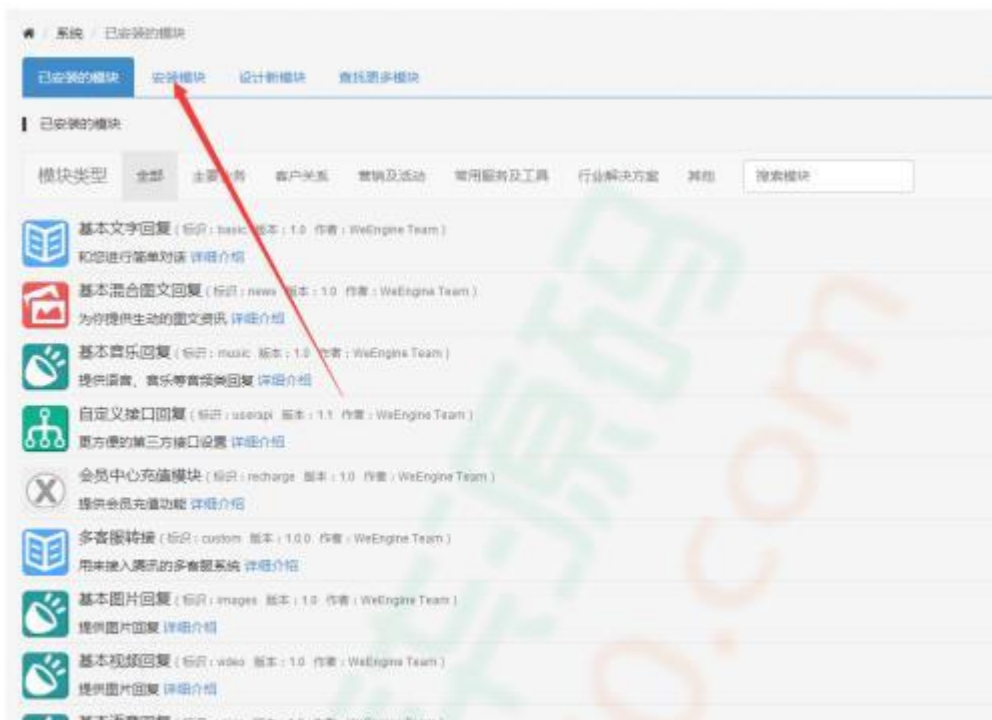 系统 / 已安装的模块
已安装的模块 安装模块 设计新模块 查找更多模块
已安装的模块
模块类型 全部 主要业务 客户关系 营销及活动 常用服务及工具 行业解决方案 其他 搜索模块
基本文字回复 ( 标识 : basic 版本 : 1.0 作者 : WeEngine Team )
和您进行简单对话 详细介绍
基本混合图文回复 ( 标识 : news 版本 : 1.0 作者 : WeEngine Team )
为你提供生动的图文资讯 详细介绍
基本音乐回复 ( 标识 : music 版本 : 1.0 作者 : WeEngine Team )
提供语音、音乐等音频类回复 详细介绍
自定义接口回复 ( 标识 : userapi 版本 : 1.1 作者 : WeEngine Team )
更方便的第三方接口设置 详细介绍
会员中心充值模块 ( 标识 : recharge 版本 : 1.0 作者 : WeEngine Team )
提供会员充值功能 详细介绍
多客服转接 ( 标识 : custom 版本 : 1.0.0 作者 : WeEngine Team )
用来接入腾讯的多客服系统 详细介绍
基本图片回复 ( 标识 : images 版本 : 1.0 作者 : WeEngine Team )
提供图片回复 详细介绍
基本视频回复 ( 标识 : video 版本 : 1.0 作者 : WeEngine Team )
提供图片回复 详细介绍
基本语音回复